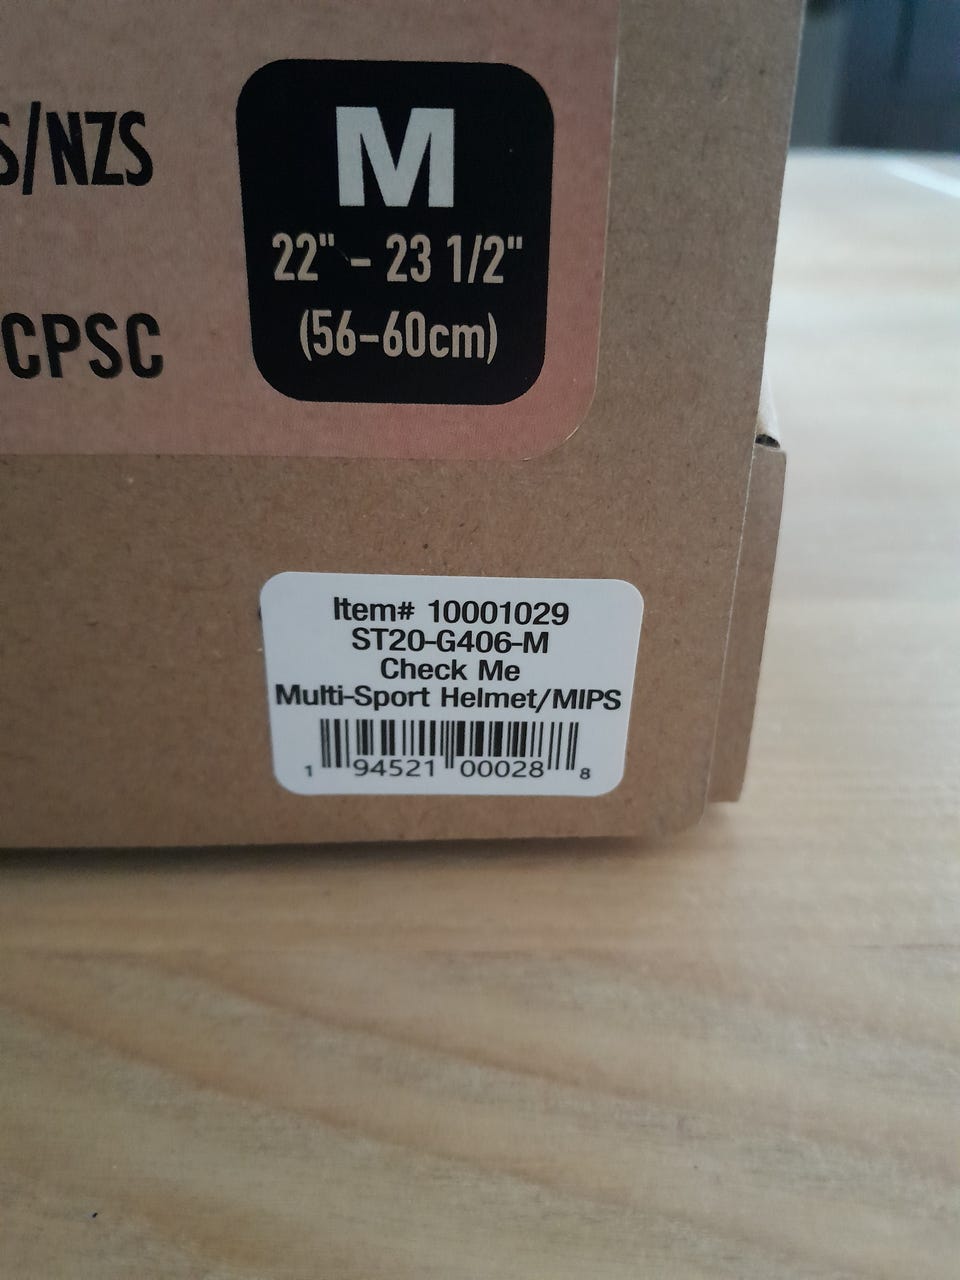 S/NZS
CPSC
M
22" - 23 1/2"
(56-60cm)
Item# 10001029
ST20-G406-M
Check Me
Multi-Sport Helmet/MIPS
1 94521 00028 8